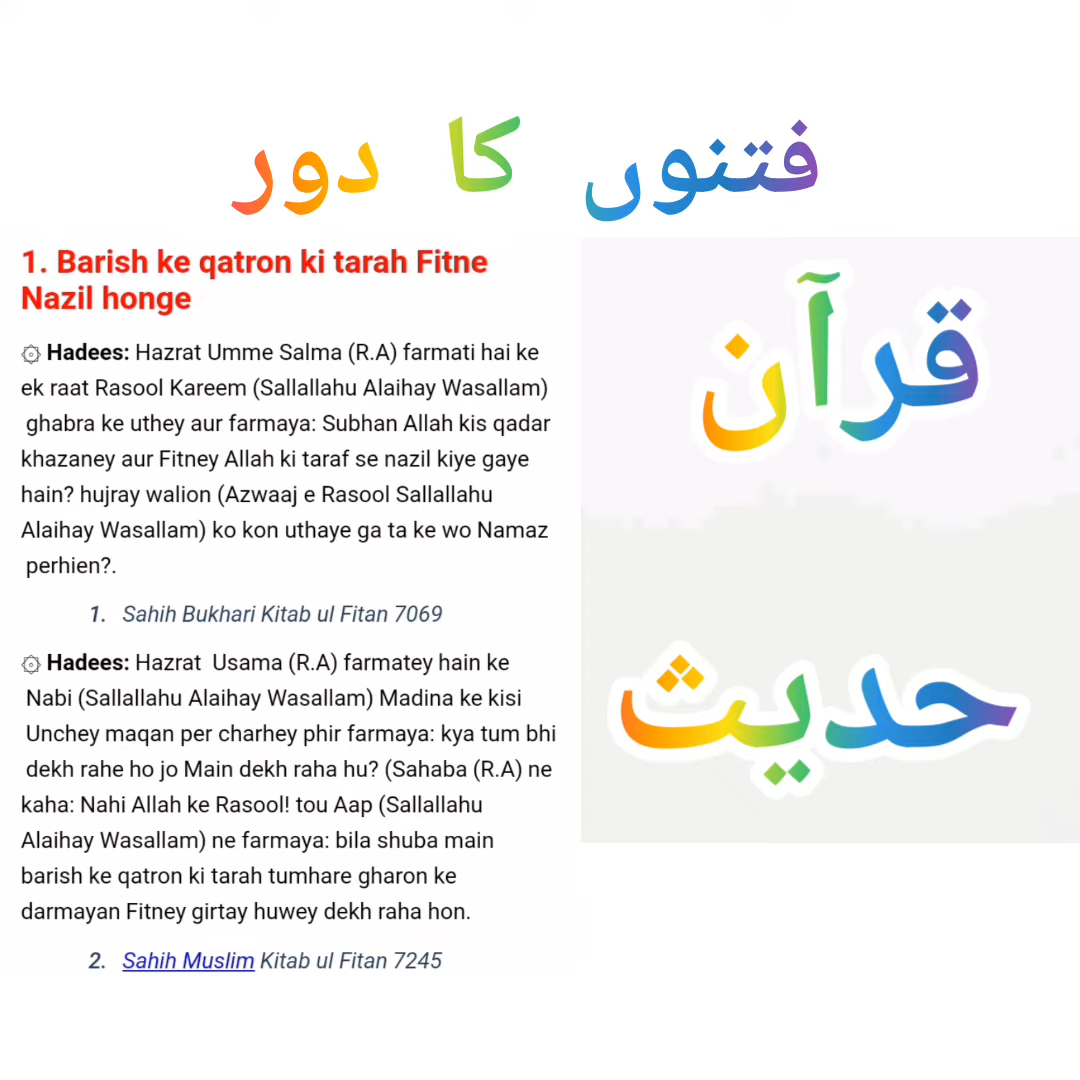 فتنوں کا دور
1. Barish ke qatron ki tarah Fitne
Nazil honge
۞ Hadees: Hazrat Umme Salma (R.A) farmati hai ke
ek raat Rasool Kareem (Sallallahu Alaihay Wasallam)
ghabra ke uthey aur farmaya: Subhan Allah kis qadar
khazaney aur Fitney Allah ki taraf se nazil kiye gaye
hain? hujray walion (Azwaaj e Rasool Sallallahu
Alaihay Wasallam) ko kon uthaye ga ta ke wo Namaz
perhien?.
1. Sahih Bukhari Kitab ul Fitan 7069
۞ Hadees: Hazrat Usama (R.A) farmatey hain ke
Nabi (Sallallahu Alaihay Wasallam) Madina ke kisi
Unchey maqan per charhey phir farmaya: kya tum bhi
dekh rahe ho jo Main dekh raha hu? (Sahaba (R.A) ne
kaha: Nahi Allah ke Rasool! tou Aap (Sallallahu
Alaihay Wasallam) ne farmaya: bila shuba main
barish ke qatron ki tarah tumhare gharon ke
darmayan Fitney girtay huwey dekh raha hon.
2. Sahih Muslim Kitab ul Fitan 7245
قرآن
حدیث